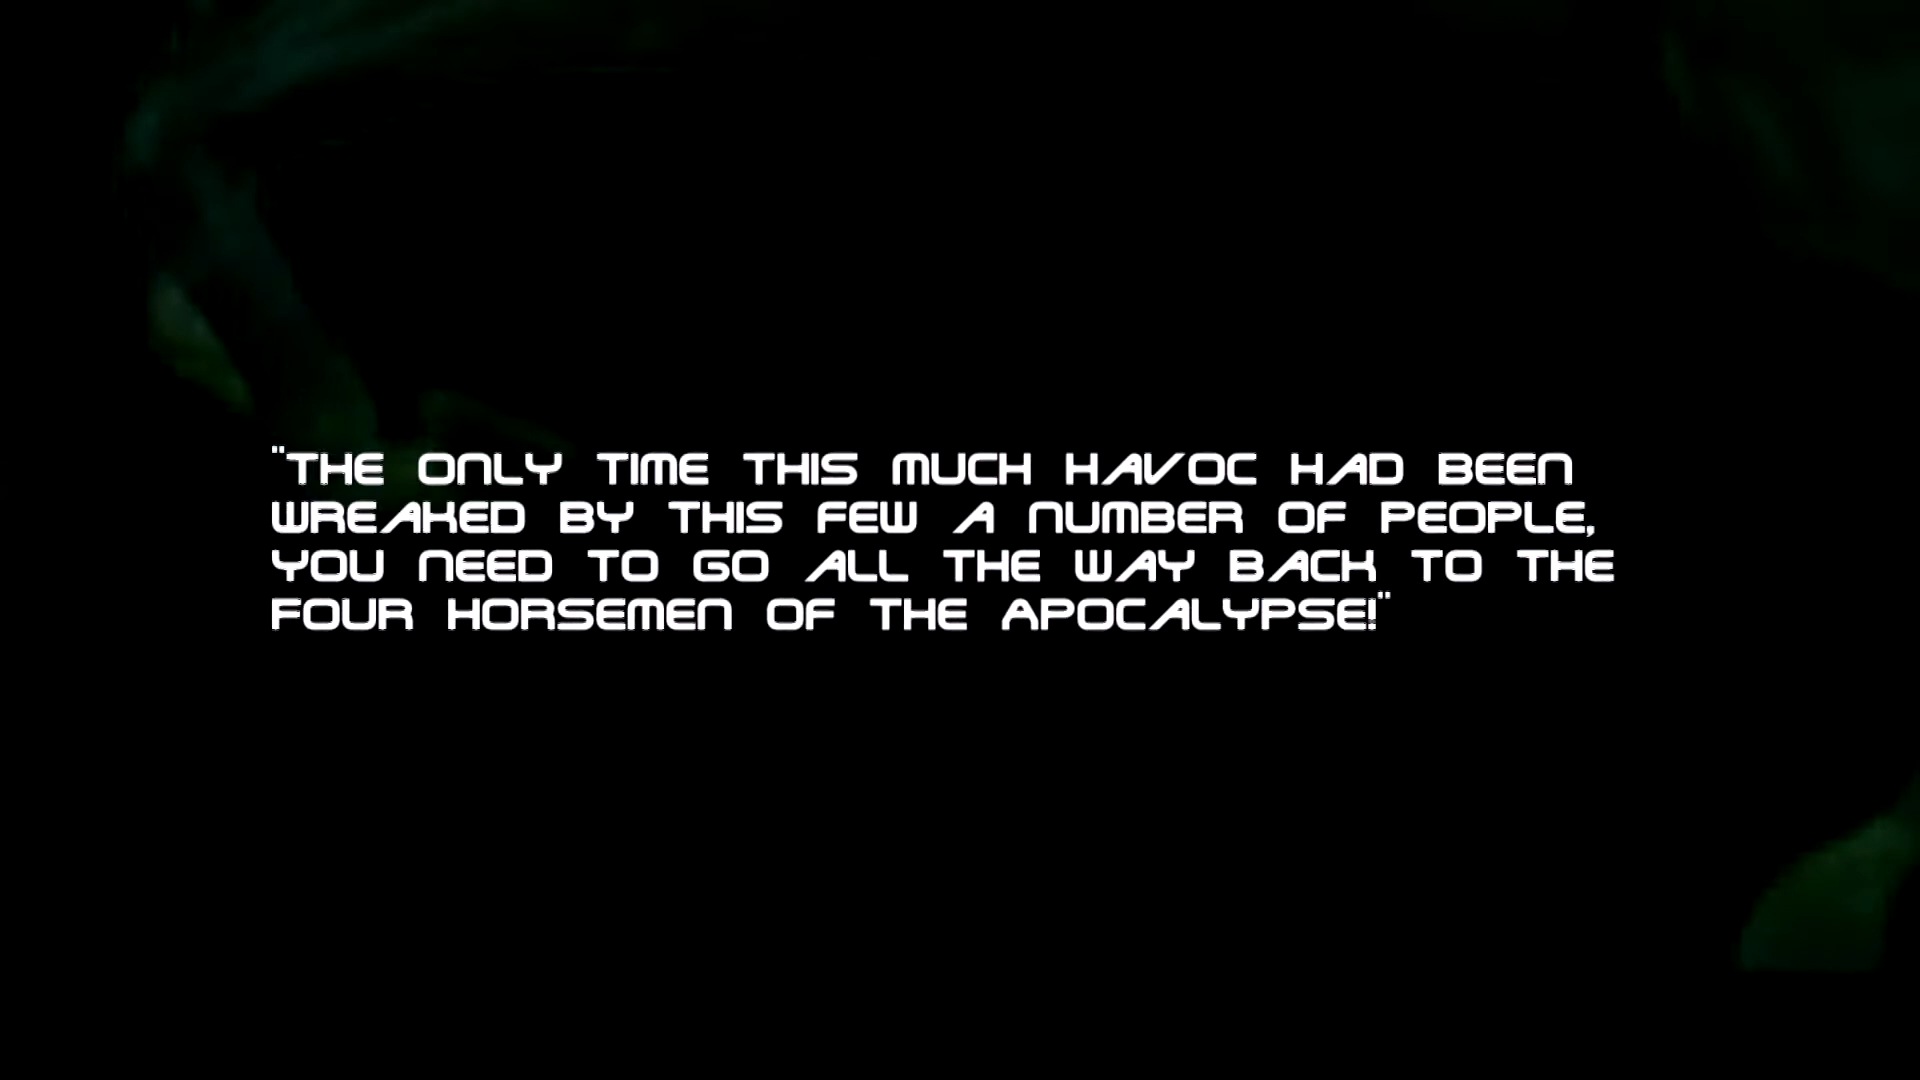 "THE ONLY TIME THIS MUCH HAVOC HAD BEEN
WREAKED BY THIS FEW A NUMBER OF PEOPLE,
YOU NEED TO GO ALL THE WAY BACK TO THE
FOUR HORSEMEN OF THE APOCALYPSE!"